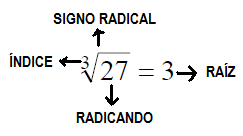 SIGNO RADICAL
ÍNDICE ∛27 = 3 RAÍZ
RADICANDO